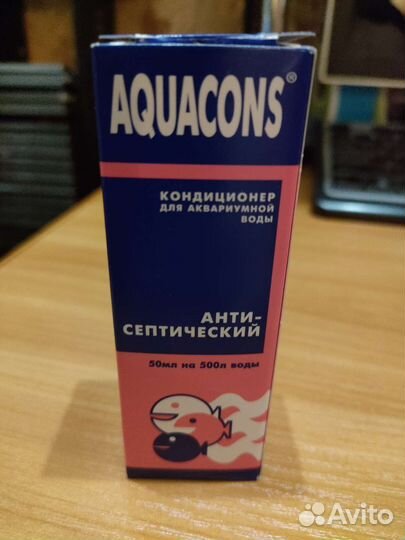 AQUACONS®
КОНДИЦИОНЕР
ДЛЯ АКВАРИУМНОЙ
ВОДЫ
АНТИ-
СЕПТИЧЕСКИЙ
50мл на 500л воды
Avito